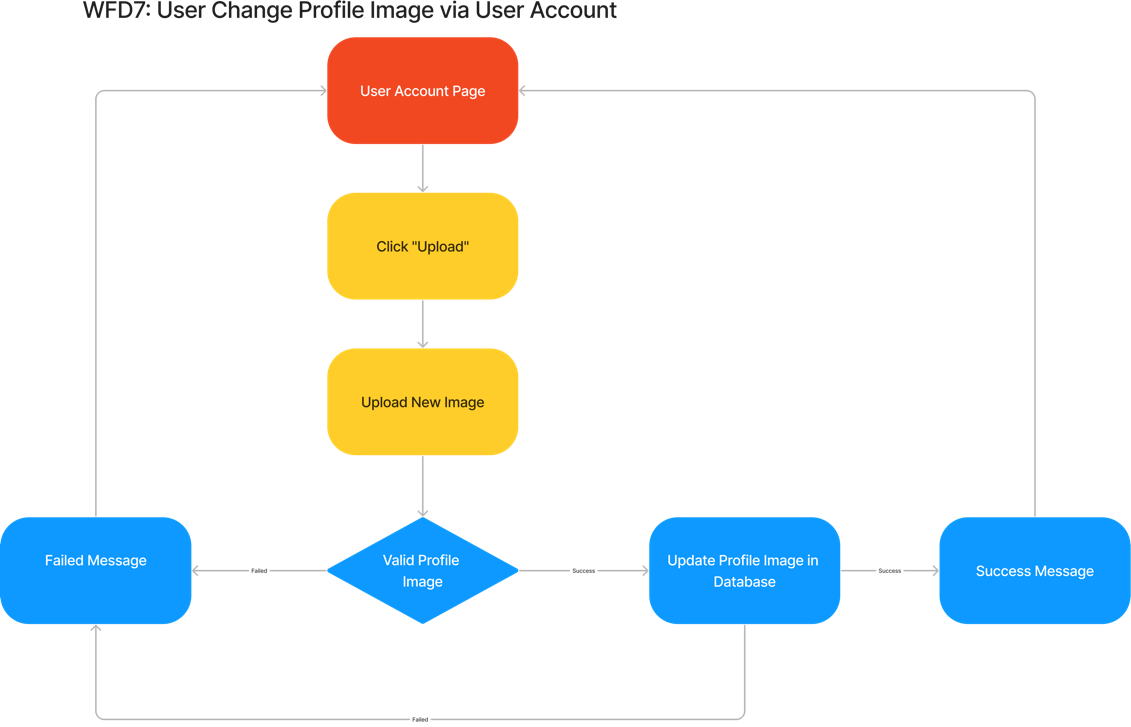 WFD7: User Change Profile Image via User Account
User Account Page
Click "Upload"
Upload New Image
Failed Message
Failed
Valid Profile
Image
Success
Update Profile Image in
Database
Success
Success Message
Failed